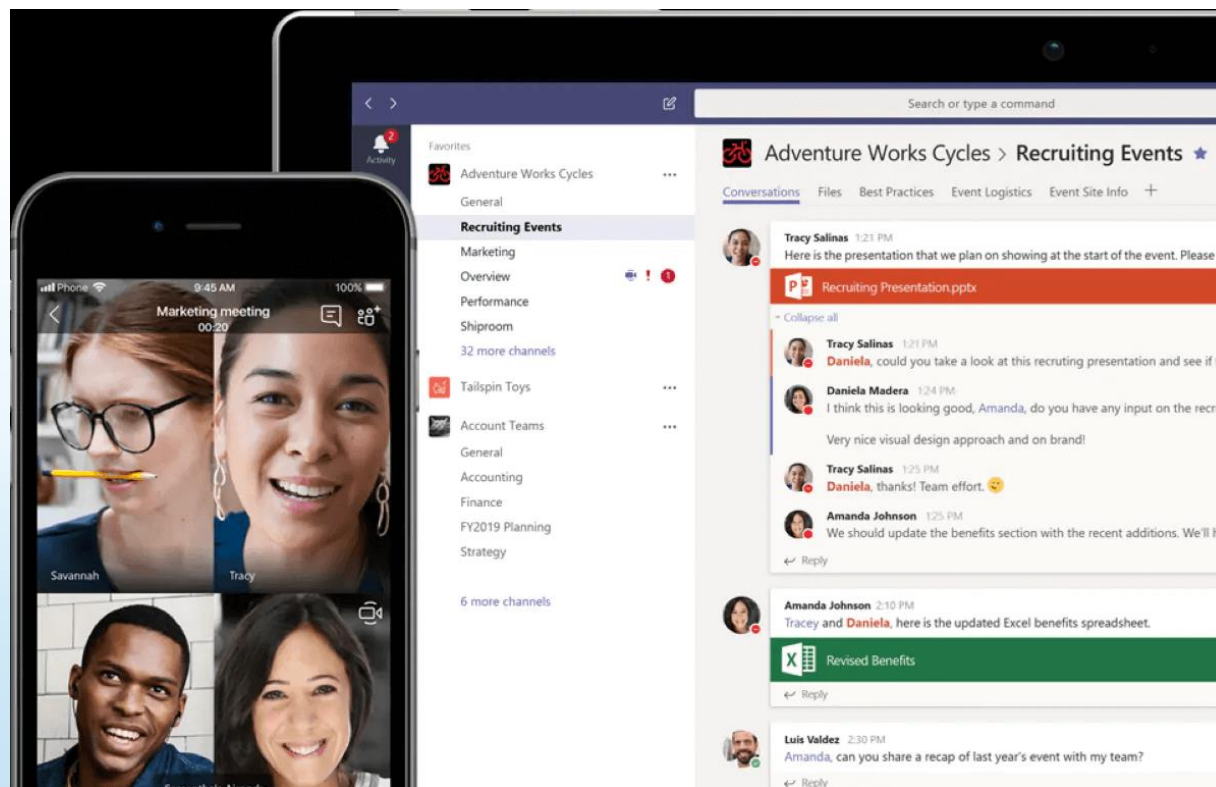 Phone
9:45 AM
100%
Marketing meeting
00:20
Savannah
Tracy
Search or type a command
2
Activity
Favorites
Adventure Works Cycles
General
Recruiting Events
Marketing
Overview
! 1
Performance
Shiproom
32 more channels
Tailspin Toys
Account Teams
General
Accounting
Finance
FY2019 Planning
Strategy
6 more channels
Adventure Works Cycles > Recruiting Events
Conversations Files Best Practices Event Logistics Event Site Info +
Tracy Salinas 1:21 PM
Here is the presentation that we plan on showing at the start of the event. Please
Recruiting Presentation.pptx
Collapse all
Tracy Salinas 1:21 PM
Daniela, could you take a look at this recruting presentation and see if
Daniela Madera 1:24 PM
I think this is looking good, Amanda, do you have any input on the recr
Very nice visual design approach and on brand!
Tracy Salinas 1:25 PM
Daniela, thanks! Team effort. 😏
Amanda Johnson 1:25 PM
We should update the benefits section with the recent additions. We'll
Reply
Amanda Johnson 2:10 PM
Tracey and Daniela, here is the updated Excel benefits spreadsheet.
Revised Benefits
Reply
Luis Valdez 2:30 PM
Amanda, can you share a recap of last year's event with my team?
Reply